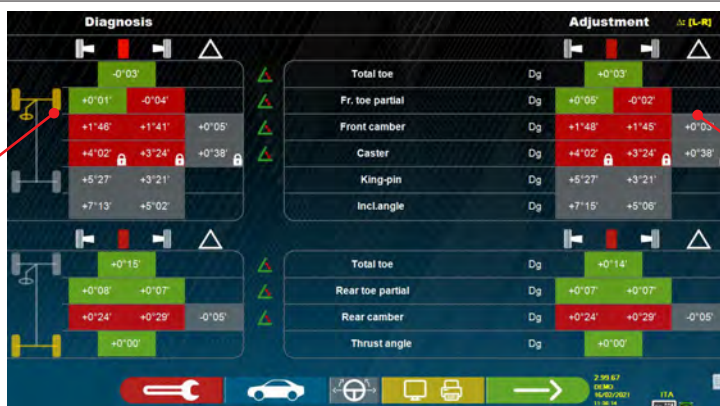 Diagnosis Adjustment Δ: [L-R]
-0°03' Total toe Dg +0°03'
+0°01' -0°04' Fr. toe partial Dg +0°05' -0°02'
+1°46' +1°41' +0°05' Front camber Dg +1°48' +1°45' +0°03'
+4°02' +3°24' +0°38' Caster Dg +4°02' +3°24' +0°38'
+5°27' +3°21' King-pin Dg +5°27' +3°21'
+7°13' +5°02' Incl.angle Dg +7°15' +5°06'
+0°15' Total toe Dg +0°14'
+0°08' +0°07' Rear toe partial Dg +0°07' +0°07'
+0°24' +0°29' -0°05' Rear camber Dg +0°24' +0°29' -0°05'
+0°00' Thrust angle Dg +0°00'
2.99.67
DEMO
16/02/2021
ITA